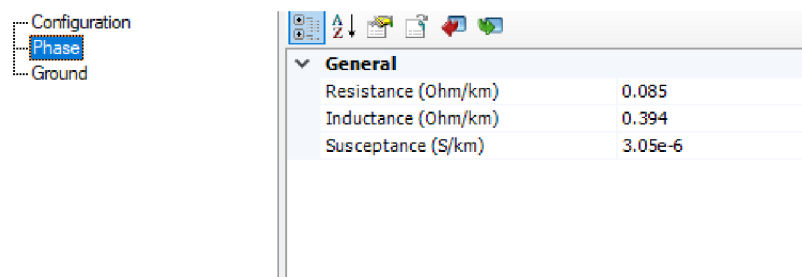 Configuration
Phase
Ground
General
Resistance (Ohm/km) 0.085
Inductance (Ohm/km) 0.394
Susceptance (S/km) 3.05e-6